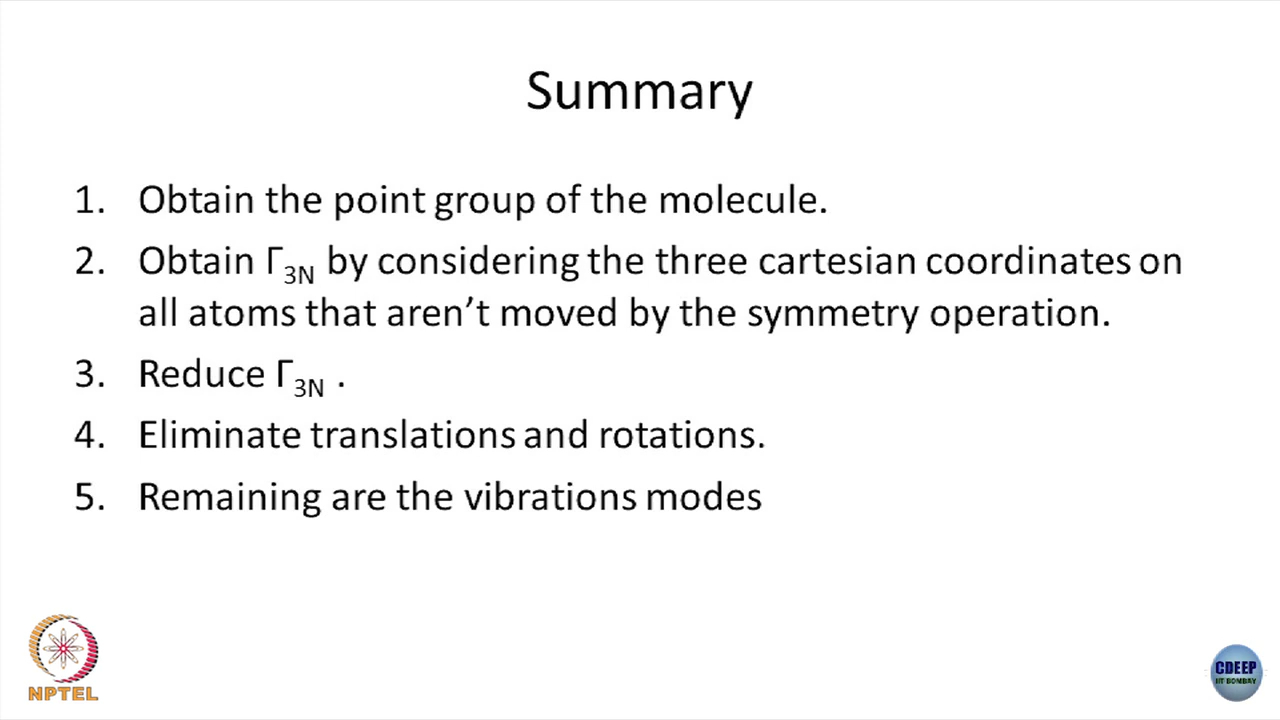 Summary
1. Obtain the point group of the molecule.
2. Obtain Γ3N by considering the three cartesian coordinates on
all atoms that aren’t moved by the symmetry operation.
3. Reduce Γ3N .
4. Eliminate translations and rotations.
5. Remaining are the vibrations modes
NPTEL
CDEEP
IIT BOMBAY